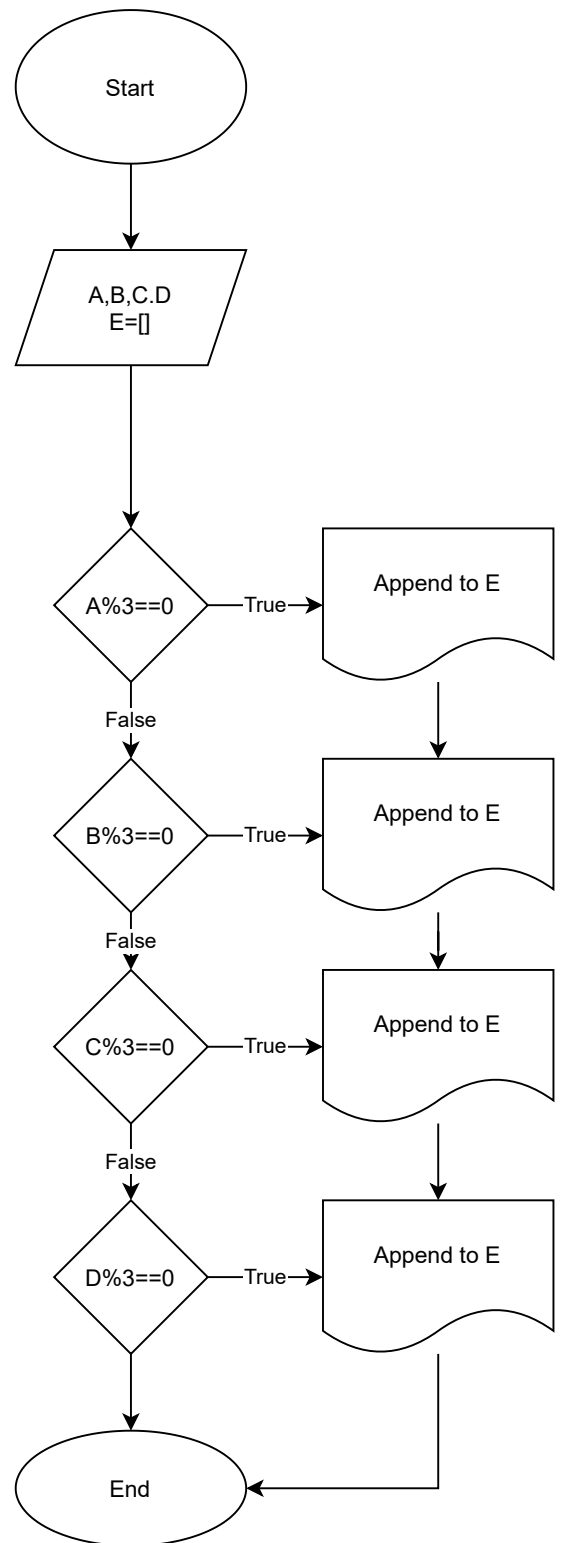 Start
A,B,C.D
E=[]
A%3==0
True
Append to E
False
B%3==0
True
Append to E
False
C%3==0
True
Append to E
False
D%3==0
True
Append to E
End